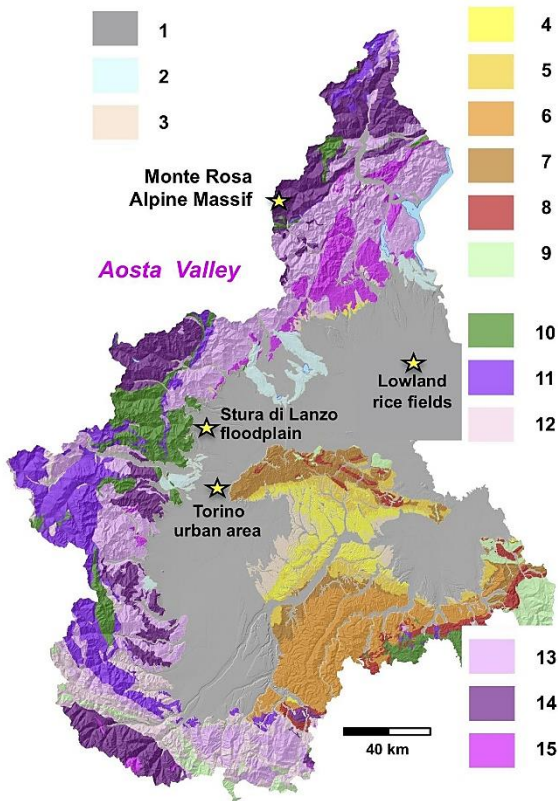 1
2
3
4
5
6
7
8
9
10
11
12
Monte Rosa
Alpine Massif
Aosta Valley
Lowland
rice fields
Stura di Lanzo
floodplain
Torino
urban area
13
14
15
40 km